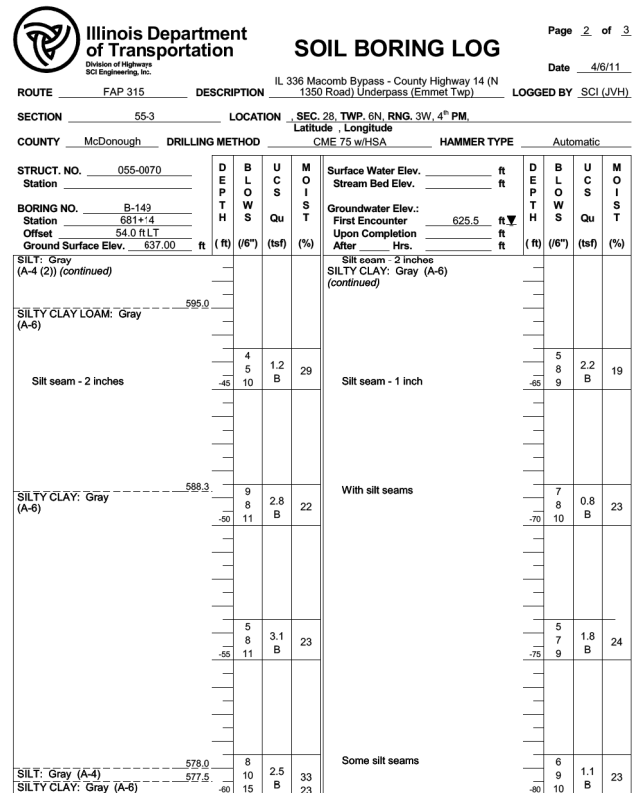 Illinois Department
of Transportation
Division of Highways
SCI Engineering, Inc.
SOIL BORING LOG
Page 2 of 3
Date 4/6/11
ROUTE FAP 315 DESCRIPTION IL 336 Macomb Bypass - County Highway 14 (N
1350 Road) Underpass (Emmet Twp) LOGGED BY SCI (JVH)
SECTION 55-3 LOCATION , SEC. 28, TWP. 6N, RNG. 3W, 4th PM,
Latitude , Longitude
COUNTY McDonough DRILLING METHOD CME 75 w/HSA HAMMER TYPE Automatic
STRUCT. NO. 055-0070
Station
BORING NO. B-149
Station 681+14
Offset 54.0 ft LT
Ground Surface Elev. 637.00 ft
DEPTH (ft)
BLOWS (/6")
UCS Qu (tsf)
MOIST (%)
Surface Water Elev. ft
Stream Bed Elev. ft
Groundwater Elev.:
First Encounter 625.5 ft▼
Upon Completion ft
After Hrs. ft
DEPTH (ft)
BLOWS (/6")
UCS Qu (tsf)
MOIST (%)
SILT: Gray
(A-4 (2)) (continued)
595.0
SILTY CLAY LOAM: Gray
(A-6)
4
5 1.2 29
Silt seam - 2 inches -45 10 B
588.3
SILTY CLAY: Gray
(A-6)
9
8 2.8 22
-50 11 B
5
8 3.1 23
-55 11 B
578.0 8
SILT: Gray (A-4) 577.5 10 2.5 33
SILTY CLAY: Gray (A-6) -60 15 B 23
Silt seam - 2 inches
SILTY CLAY: Gray (A-6)
(continued)
5
8 2.2 19
Silt seam - 1 inch -65 9 B
With silt seams 7
8 0.8 23
-70 10 B
5
7 1.8 24
-75 9 B
Some silt seams 6
9 1.1 23
-80 10 B